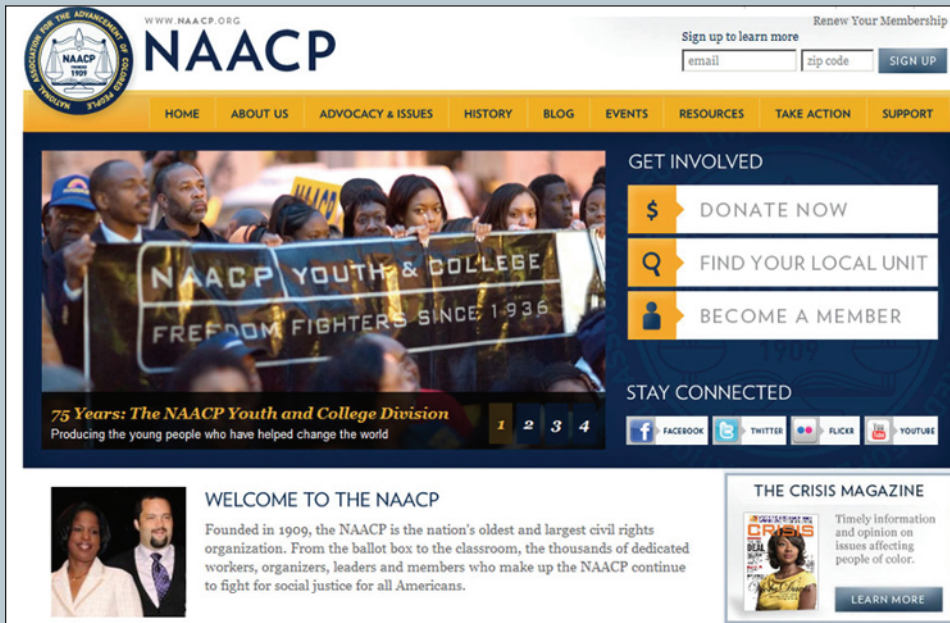 WWW.NAACP.ORG
NAACP
NATIONAL ASSOCIATION FOR THE ADVANCEMENT OF COLORED PEOPLE
NAACP
FOUNDED
1909
Renew Your Membership
Sign up to learn more
email
zip code
SIGN UP
HOME
ABOUT US
ADVOCACY & ISSUES
HISTORY
BLOG
EVENTS
RESOURCES
TAKE ACTION
SUPPORT
NAACP
NAACP YOUTH & COLLEGE
FREEDOM FIGHTERS SINCE 1936
75 Years: The NAACP Youth and College Division
Producing the young people who have helped change the world
1 2 3 4
GET INVOLVED
$ DONATE NOW
FIND YOUR LOCAL UNIT
BECOME A MEMBER
1909
STAY CONNECTED
f FACEBOOK
TWITTER
FLICKR
You Tube YOUTUBE
WELCOME TO THE NAACP
Founded in 1909, the NAACP is the nation's oldest and largest civil rights
organization. From the ballot box to the classroom, the thousands of dedicated
workers, organizers, leaders and members who make up the NAACP continue
to fight for social justice for all Americans.
THE CRISIS MAGAZINE
CRISIS
DEAL
Timely information
and opinion on
issues affecting
people of color.
LEARN MORE